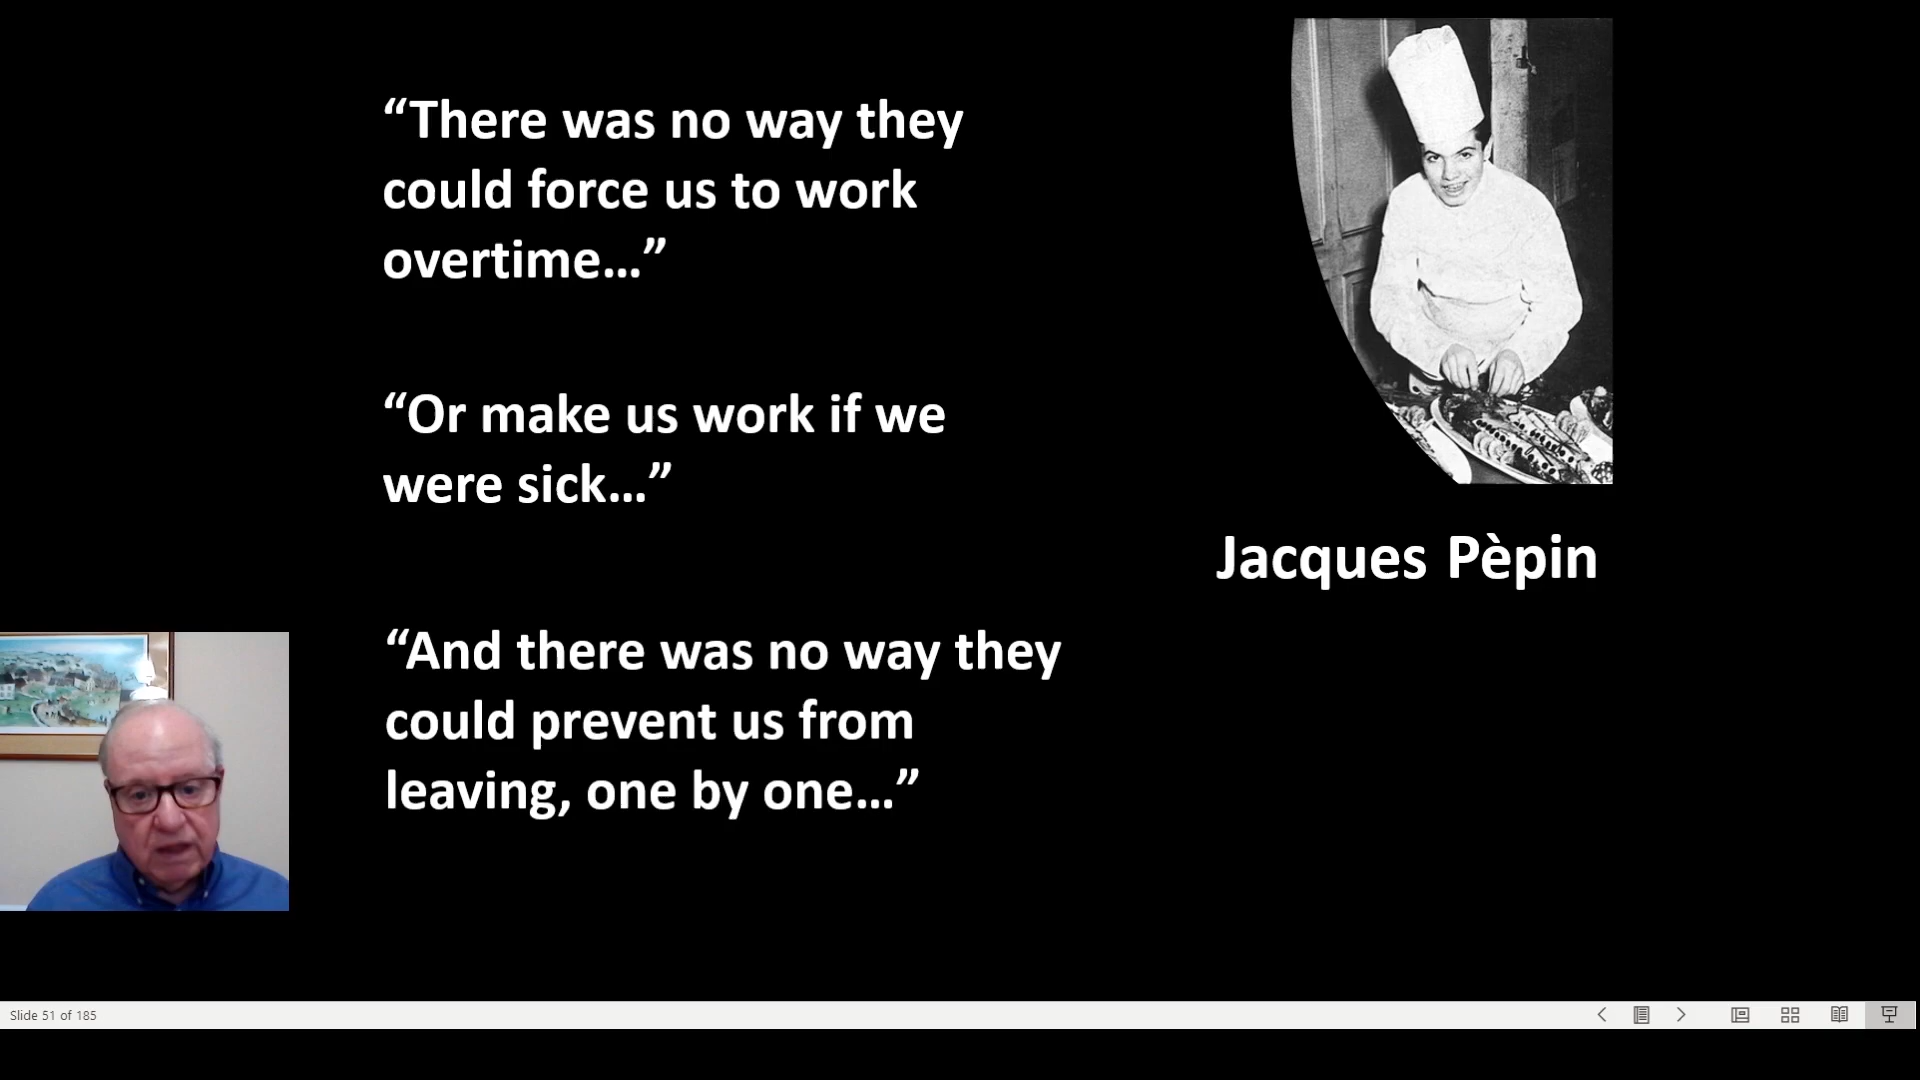 “There was no way they
could force us to work
overtime…”
“Or make us work if we
were sick…”
“And there was no way they
could prevent us from
leaving, one by one…”
Jacques Pèpin
Slide 51 of 185